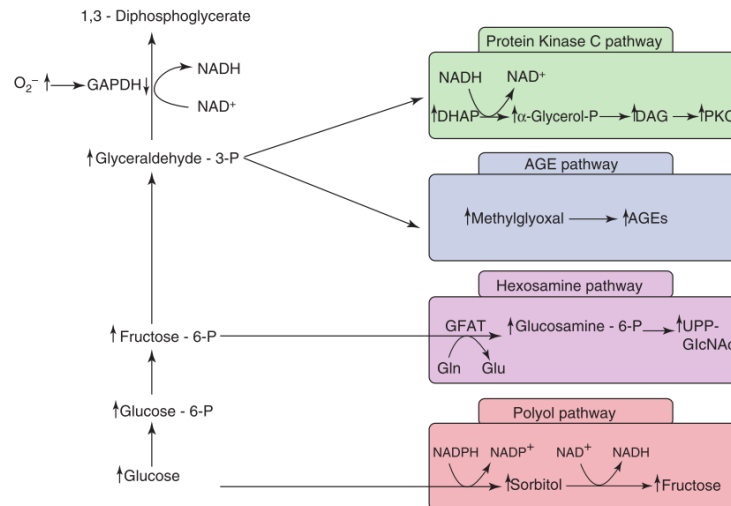 1,3 - Diphosphoglycerate
NADH
O₂⁻ ↑ → GAPDH↓
NAD⁺
↑Glyceraldehyde - 3-P
↑Fructose - 6-P
↑Glucose - 6-P
↑Glucose
Protein Kinase C pathway
NADH NAD⁺
↑DHAP → ↑α-Glycerol-P → ↑DAG → ↑PKC
AGE pathway
↑Methylglyoxal → ↑AGEs
Hexosamine pathway
GFAT ↑Glucosamine - 6-P → ↑UPP-
GlcNAc
Gln Glu
Polyol pathway
NADPH NADP⁺ NAD⁺ NADH
↑Sorbitol → ↑Fructose